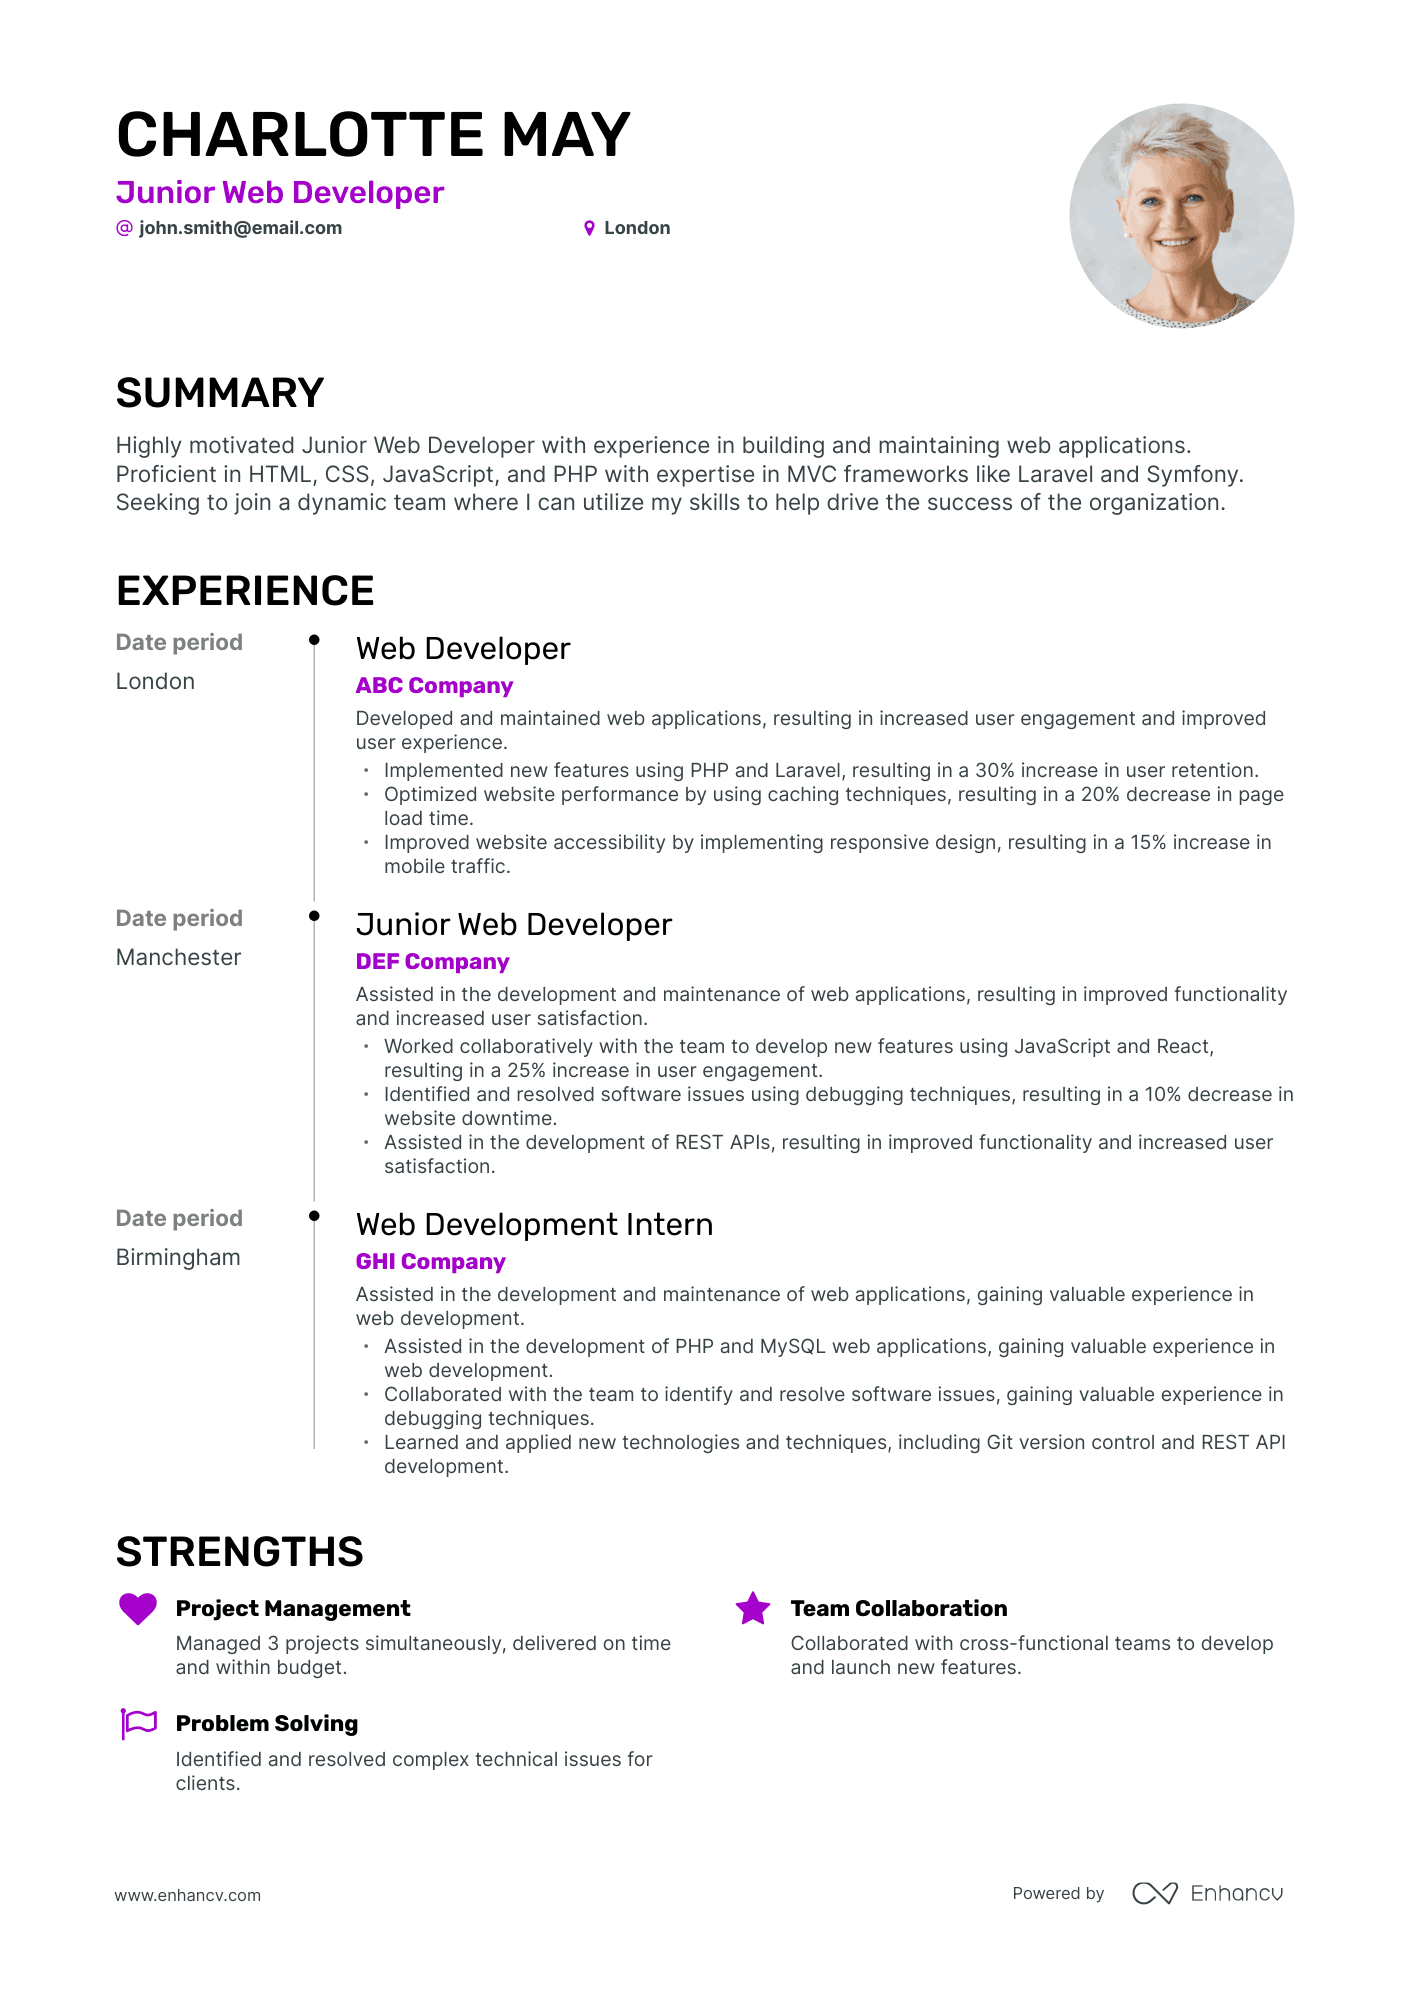 CHARLOTTE MAY
Junior Web Developer
@ john.smith@email.com
London
SUMMARY
Highly motivated Junior Web Developer with experience in building and maintaining web applications.
Proficient in HTML, CSS, JavaScript, and PHP with expertise in MVC frameworks like Laravel and Symfony.
Seeking to join a dynamic team where I can utilize my skills to help drive the success of the organization.
EXPERIENCE
Date period
London
Web Developer
ABC Company
Developed and maintained web applications, resulting in increased user engagement and improved
user experience.
• Implemented new features using PHP and Laravel, resulting in a 30% increase in user retention.
• Optimized website performance by using caching techniques, resulting in a 20% decrease in page
load time.
• Improved website accessibility by implementing responsive design, resulting in a 15% increase in
mobile traffic.
Date period
Manchester
Junior Web Developer
DEF Company
Assisted in the development and maintenance of web applications, resulting in improved functionality
and increased user satisfaction.
• Worked collaboratively with the team to develop new features using JavaScript and React,
resulting in a 25% increase in user engagement.
• Identified and resolved software issues using debugging techniques, resulting in a 10% decrease in
website downtime.
• Assisted in the development of REST APIs, resulting in improved functionality and increased user
satisfaction.
Date period
Birmingham
Web Development Intern
GHI Company
Assisted in the development and maintenance of web applications, gaining valuable experience in
web development.
• Assisted in the development of PHP and MySQL web applications, gaining valuable experience in
web development.
• Collaborated with the team to identify and resolve software issues, gaining valuable experience in
debugging techniques.
• Learned and applied new technologies and techniques, including Git version control and REST API
development.
STRENGTHS
Project Management
Managed 3 projects simultaneously, delivered on time
and within budget.
Team Collaboration
Collaborated with cross-functional teams to develop
and launch new features.
Problem Solving
Identified and resolved complex technical issues for
clients.
www.enhancv.com
Powered by
Enhancv